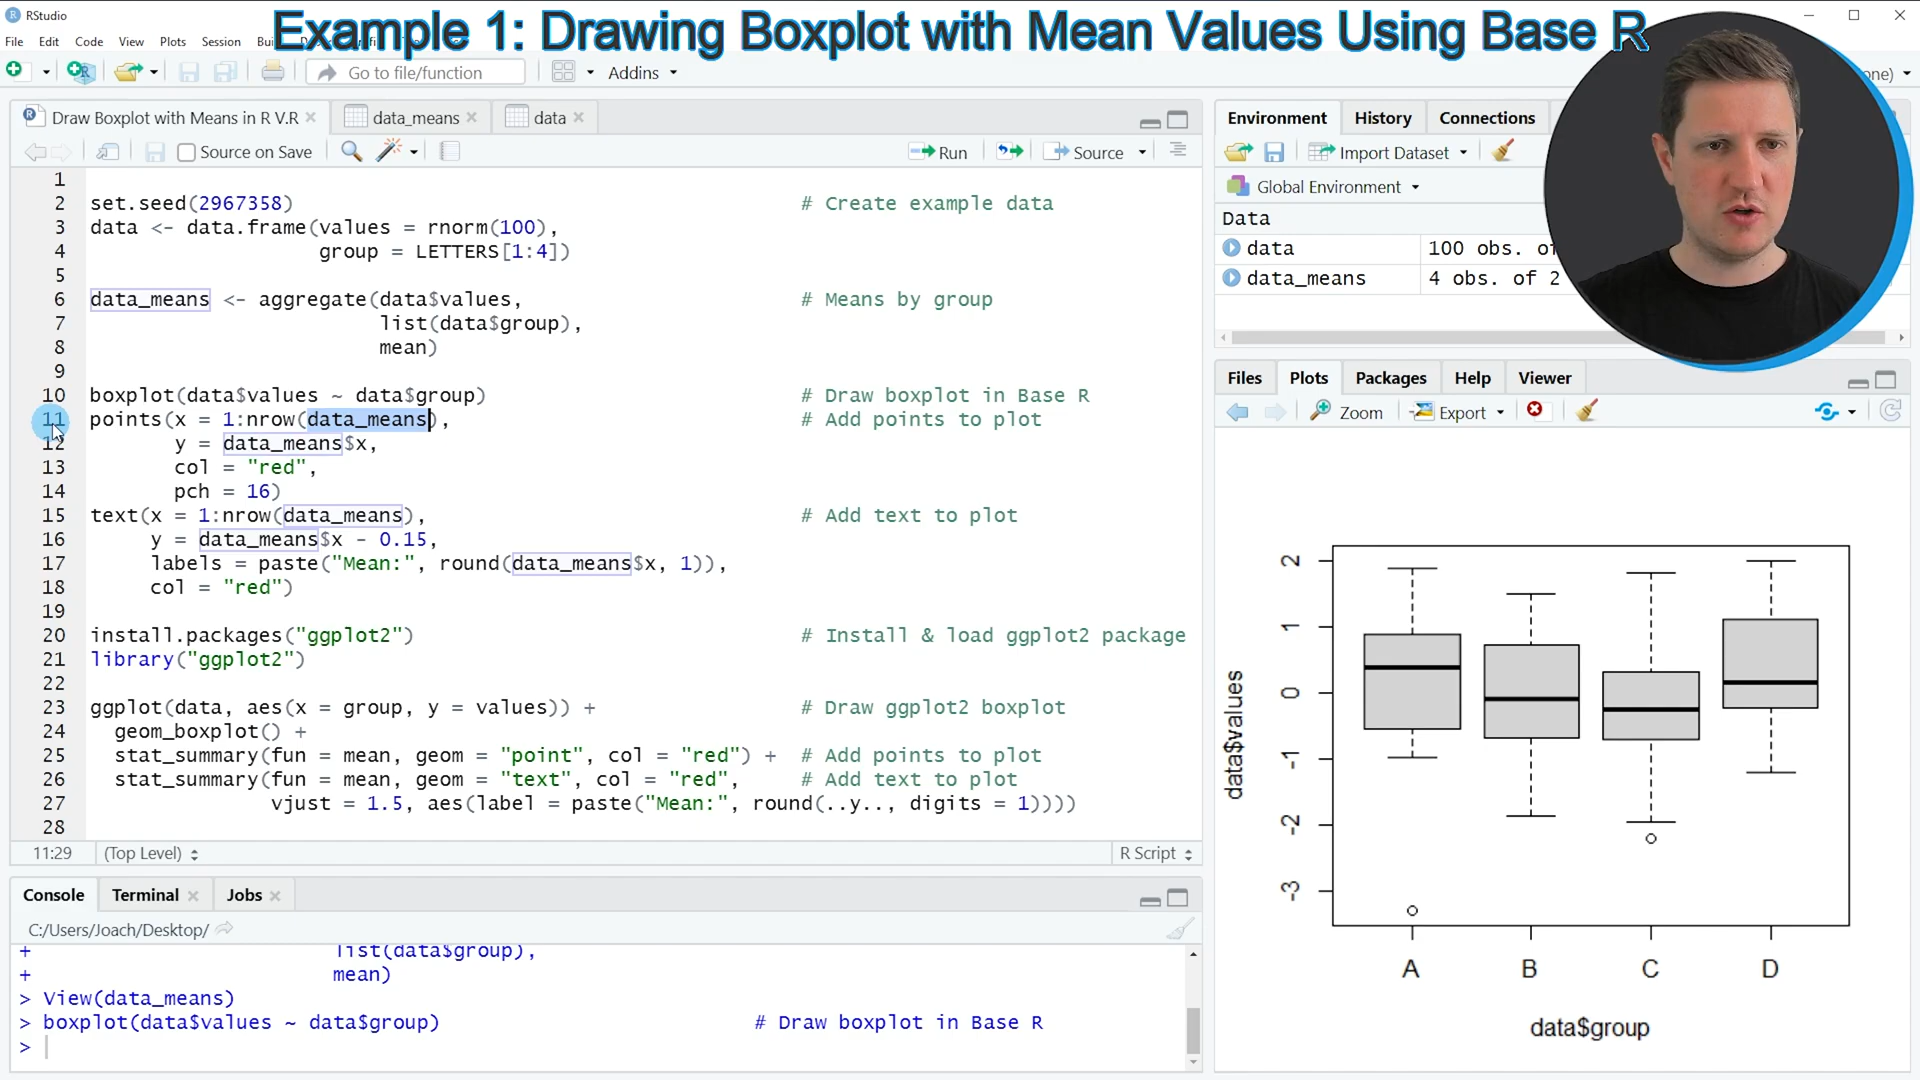 RStudio
Example 1: Drawing Boxplot with Mean Values Using Base R
File Edit Code View Plots Session
Go to file/function Addins
Draw Boxplot with Means in R V.R data_means data
Source on Save Run Source
1
2 set.seed(2967358) # Create example data
3 data <- data.frame(values = rnorm(100),
4 group = LETTERS[1:4])
5
6 data_means <- aggregate(data$values, # Means by group
7 list(data$group),
8 mean)
9
10 boxplot(data$values ~ data$group) # Draw boxplot in Base R
11 points(x = 1:nrow(data_means), # Add points to plot
12 y = data_means$x,
13 col = "red",
14 pch = 16)
15 text(x = 1:nrow(data_means), # Add text to plot
16 y = data_means$x - 0.15,
17 labels = paste("Mean:", round(data_means$x, 1)),
18 col = "red")
19
20 install.packages("ggplot2") # Install & load ggplot2 package
21 library("ggplot2")
22
23 ggplot(data, aes(x = group, y = values)) + # Draw ggplot2 boxplot
24 geom_boxplot() +
25 stat_summary(fun = mean, geom = "point", col = "red") + # Add points to plot
26 stat_summary(fun = mean, geom = "text", col = "red", # Add text to plot
27 vjust = 1.5, aes(label = paste("Mean:", round(..y.., digits = 1))))
28
11:29 (Top Level) R Script
Console Terminal Jobs
C:/Users/Joach/Desktop/
+ list(data$group),
+ mean)
> View(data_means)
> boxplot(data$values ~ data$group) # Draw boxplot in Base R
>
Environment History Connections
Import Dataset
Global Environment
Data
data 100 obs. of
data_means 4 obs. of 2
Files Plots Packages Help Viewer
Zoom Export
data$values
2
1
0
-1
-2
-3
A B C D
data$group